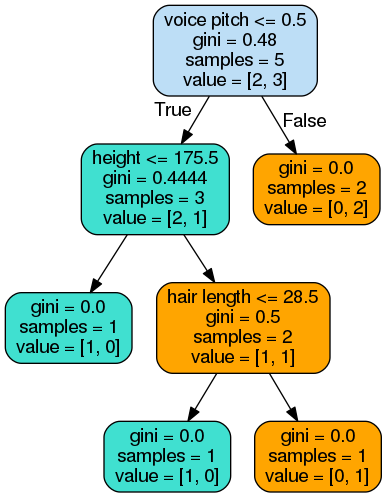 voice pitch <= 0.5
gini = 0.48
samples = 5
value = [2, 3]
True
False
height <= 175.5
gini = 0.4444
samples = 3
value = [2, 1]
gini = 0.0
samples = 2
value = [0, 2]
gini = 0.0
samples = 1
value = [1, 0]
hair length <= 28.5
gini = 0.5
samples = 2
value = [1, 1]
gini = 0.0
samples = 1
value = [1, 0]
gini = 0.0
samples = 1
value = [0, 1]